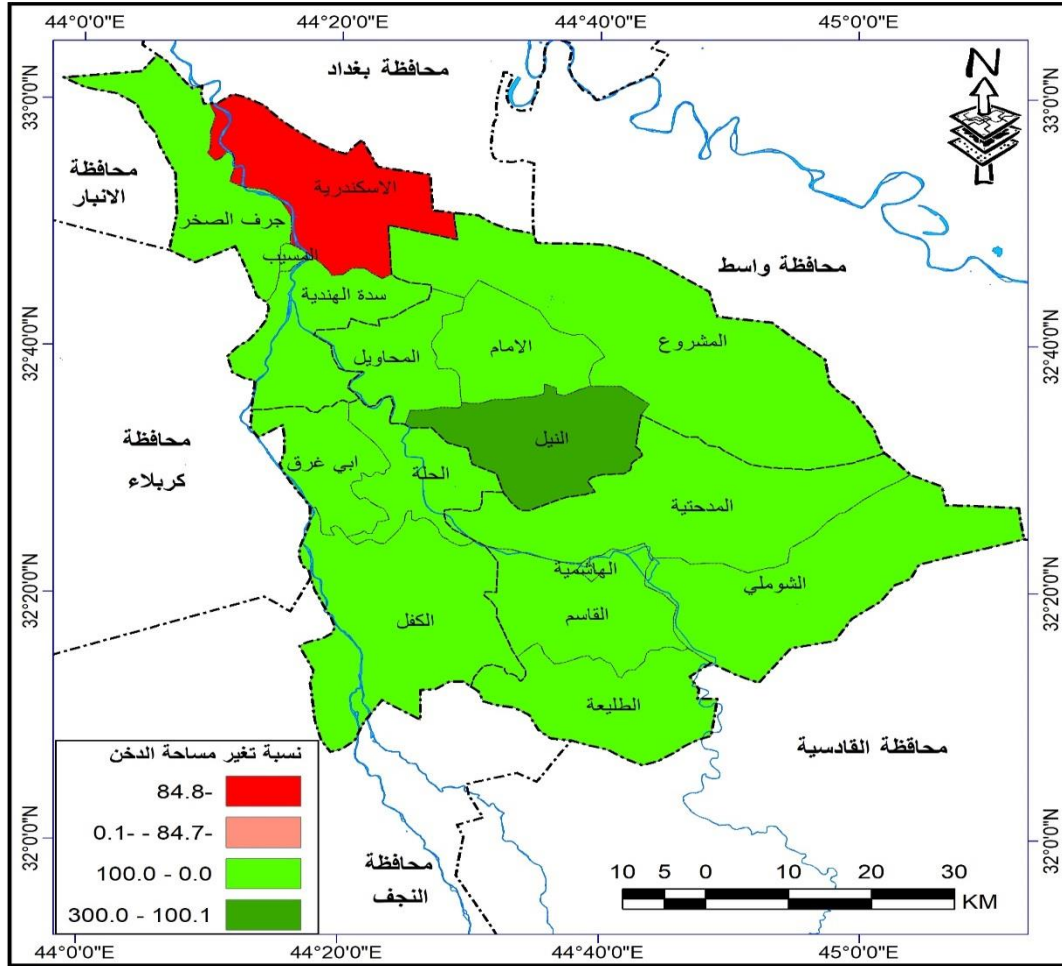 44°0'0"E
44°20'0"E
44°40'0"E
45°0'0"E
33°0'0"N
32°40'0"N
32°20'0"N
32°0'0"N
33°0'0"N
32°40'0"N
32°20'0"N
32°0'0"N
N
محافظة بغداد
محافظة
الانبار
الاسكندرية
جرف الصخر
المسيب
محافظة واسط
سدة الهندية
المشروع
الامام
المحاويل
محافظة
كربلاء
النيل
ابي غرق
الحلة
المدحتية
الهاشمية
الشوملي
القاسم
الكفل
الطليعة
محاقظة القادسية
محافظة
النجف
نسبة تغير مساحة الدخن
84.8-
0.1- - 84.7-
100.0 - 0.0
300.0 - 100.1
10 5 0 10 20 30
KM
44°0'0"E
44°20'0"E
44°40'0"E
45°0'0"E